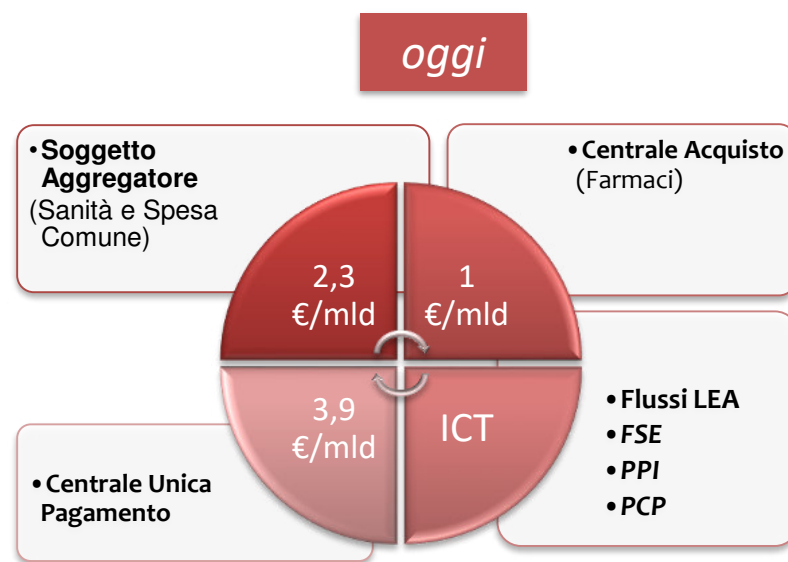 oggi
•Soggetto
Aggregatore
(Sanità e Spesa
Comune)
•Centrale Acquisto
(Farmaci)
2,3
€/mld
1
€/mld
3,9
€/mld
ICT
•Centrale Unica
Pagamento
•Flussi LEA
•FSE
•PPI
•PCP